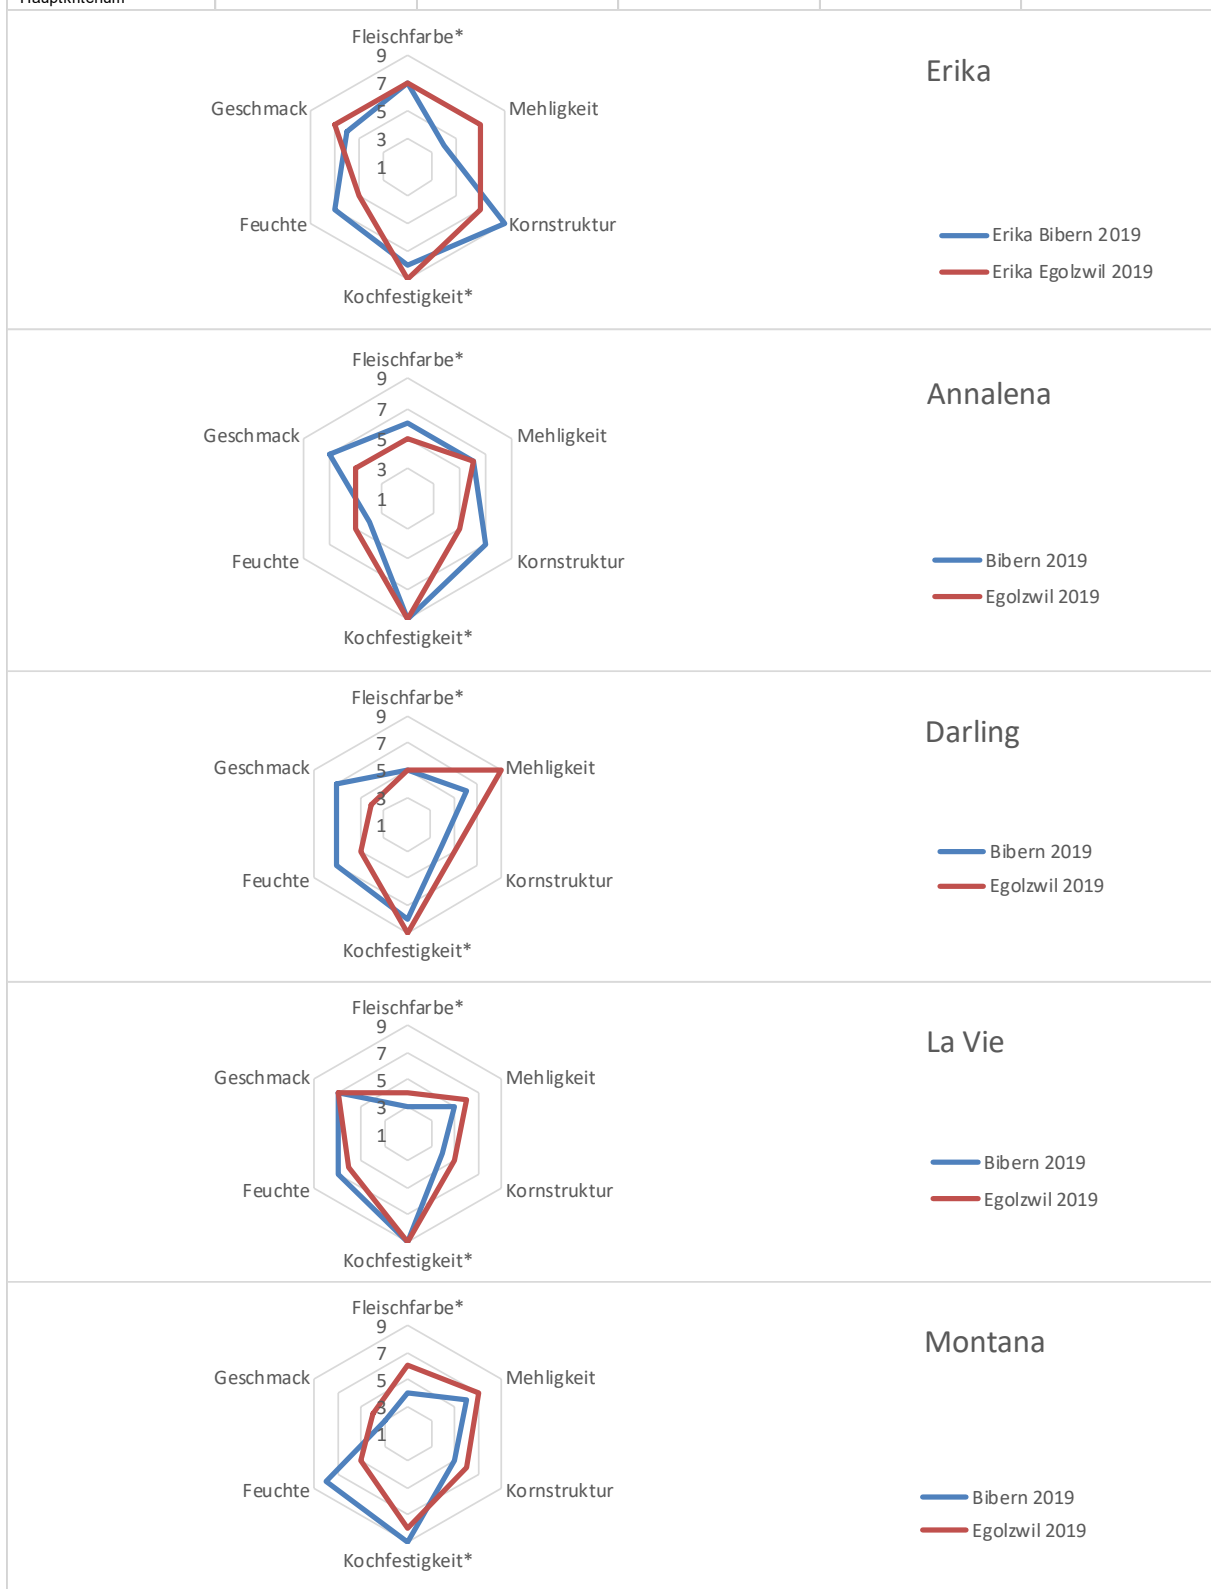 Hauptkriterium
Fleischfarbe*
9
7
5
3
1
Mehligkeit
Kornstruktur
Kochfestigkeit*
Feuchte
Geschmack
Erika
Erika Bibern 2019
Erika Egolzwil 2019
Fleischfarbe*
9
7
5
3
1
Mehligkeit
Kornstruktur
Kochfestigkeit*
Feuchte
Geschmack
Annalena
Bibern 2019
Egolzwil 2019
Fleischfarbe*
9
7
5
3
1
Mehligkeit
Kornstruktur
Kochfestigkeit*
Feuchte
Geschmack
Darling
Bibern 2019
Egolzwil 2019
Fleischfarbe*
9
7
5
3
1
Mehligkeit
Kornstruktur
Kochfestigkeit*
Feuchte
Geschmack
La Vie
Bibern 2019
Egolzwil 2019
Fleischfarbe*
9
7
5
3
1
Mehligkeit
Kornstruktur
Kochfestigkeit*
Feuchte
Geschmack
Montana
Bibern 2019
Egolzwil 2019